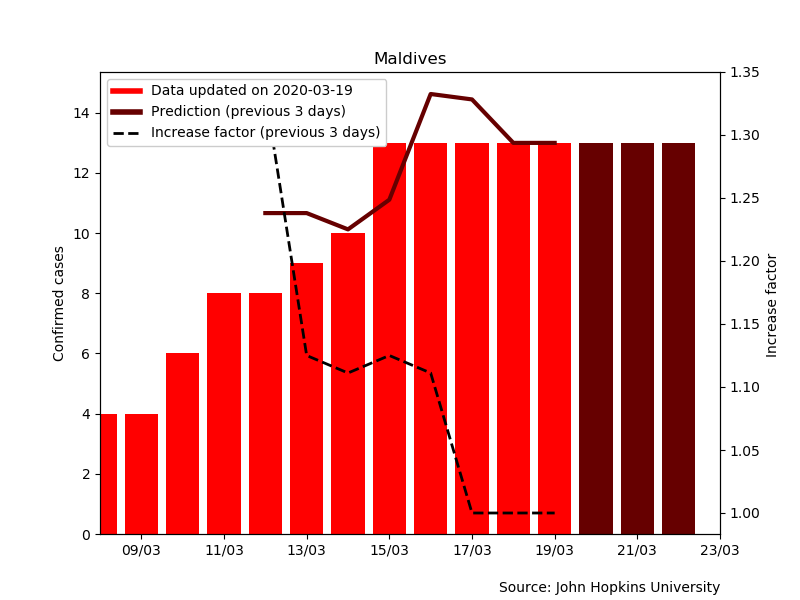 Maldives
Data updated on 2020-03-19
Prediction (previous 3 days)
Increase factor (previous 3 days)
Confirmed cases
14
12
10
8
6
4
2
0
1.35
1.30
1.25
1.20
1.15
1.10
1.05
1.00
Increase factor
09/03 11/03 13/03 15/03 17/03 19/03 21/03 23/03
Source: John Hopkins University